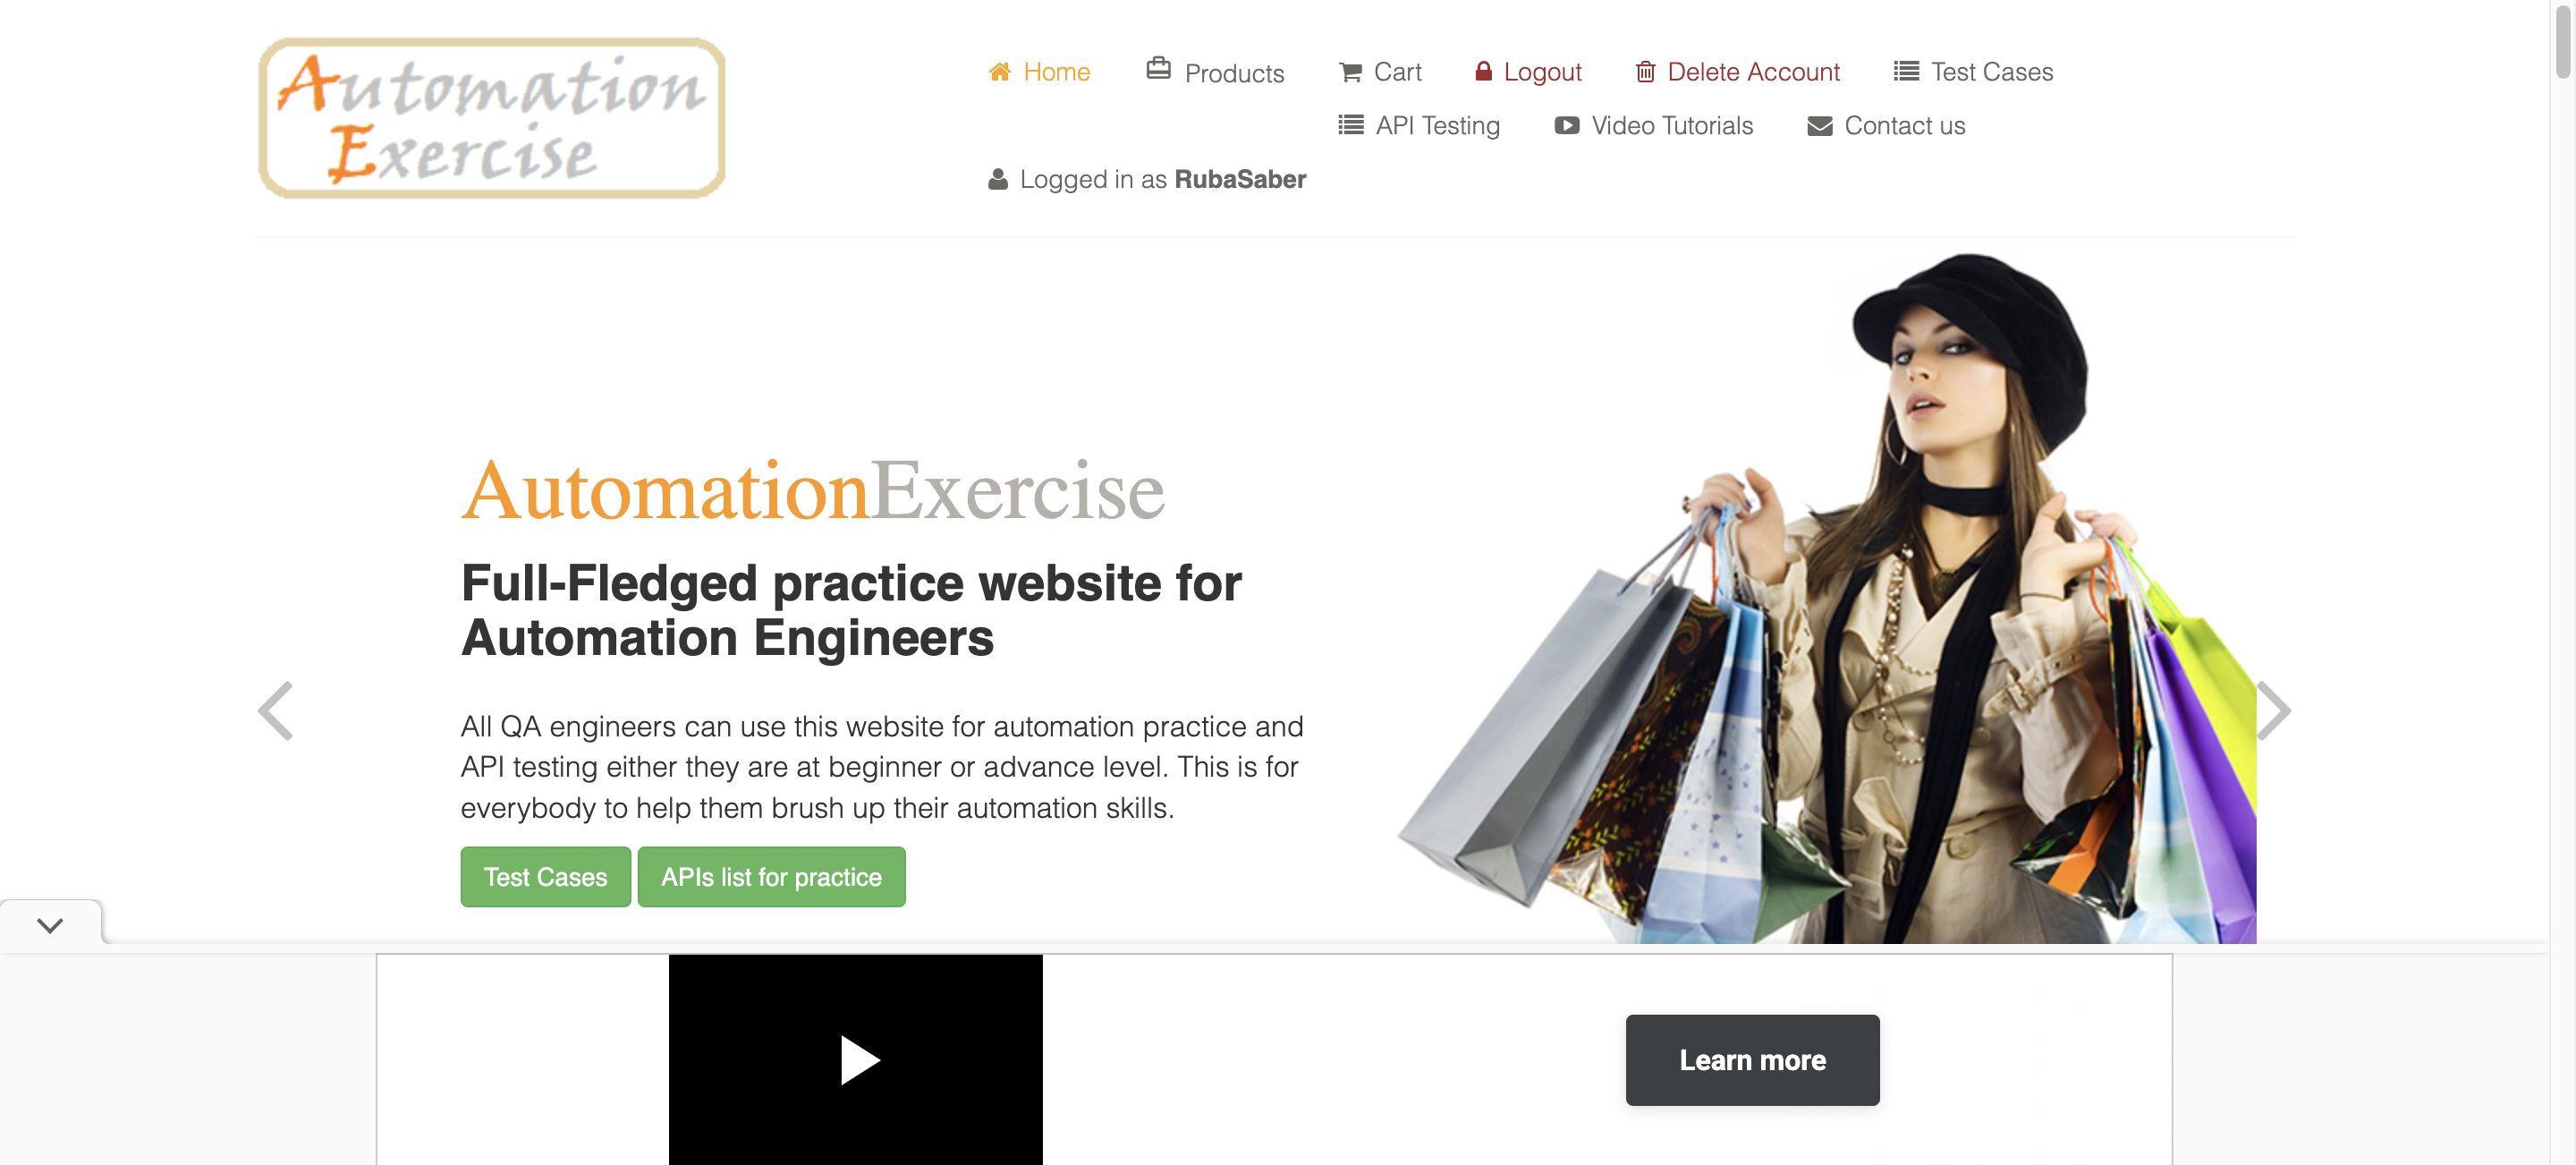 Automation
Exercise
Home Products Cart Logout Delete Account Test Cases
API Testing Video Tutorials Contact us
Logged in as RubaSaber
AutomationExercise
Full-Fledged practice website for
Automation Engineers
All QA engineers can use this website for automation practice and
API testing either they are at beginner or advance level. This is for
everybody to help them brush up their automation skills.
Test Cases APIs list for practice
Learn more